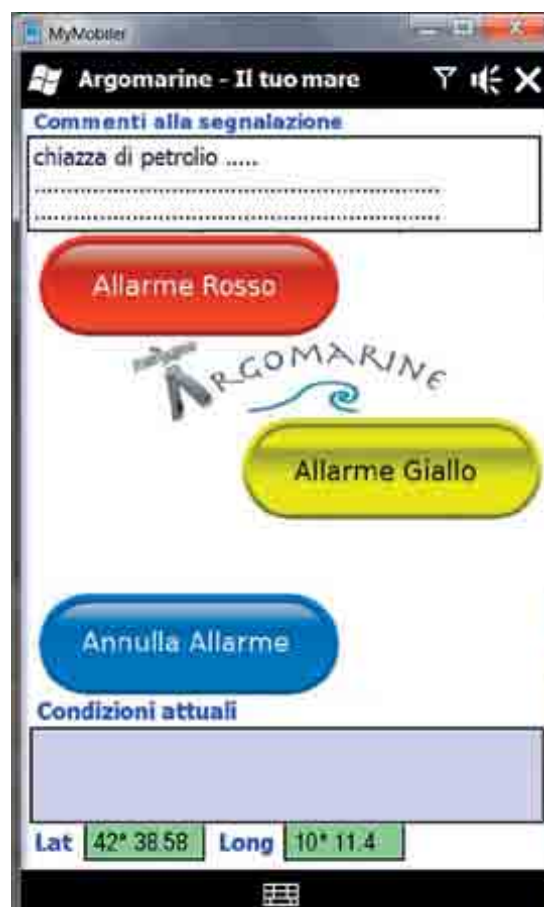 MyMobiler
Argomarine - Il tuo mare
Commenti alla segnalazione
chiazza di petrolio .....
................................................................
................................................................
Allarme Rosso
ARGOMARINE
Allarme Giallo
Annulla Allarme
Condizioni attuali
Lat 42° 38.58 Long 10° 11.4